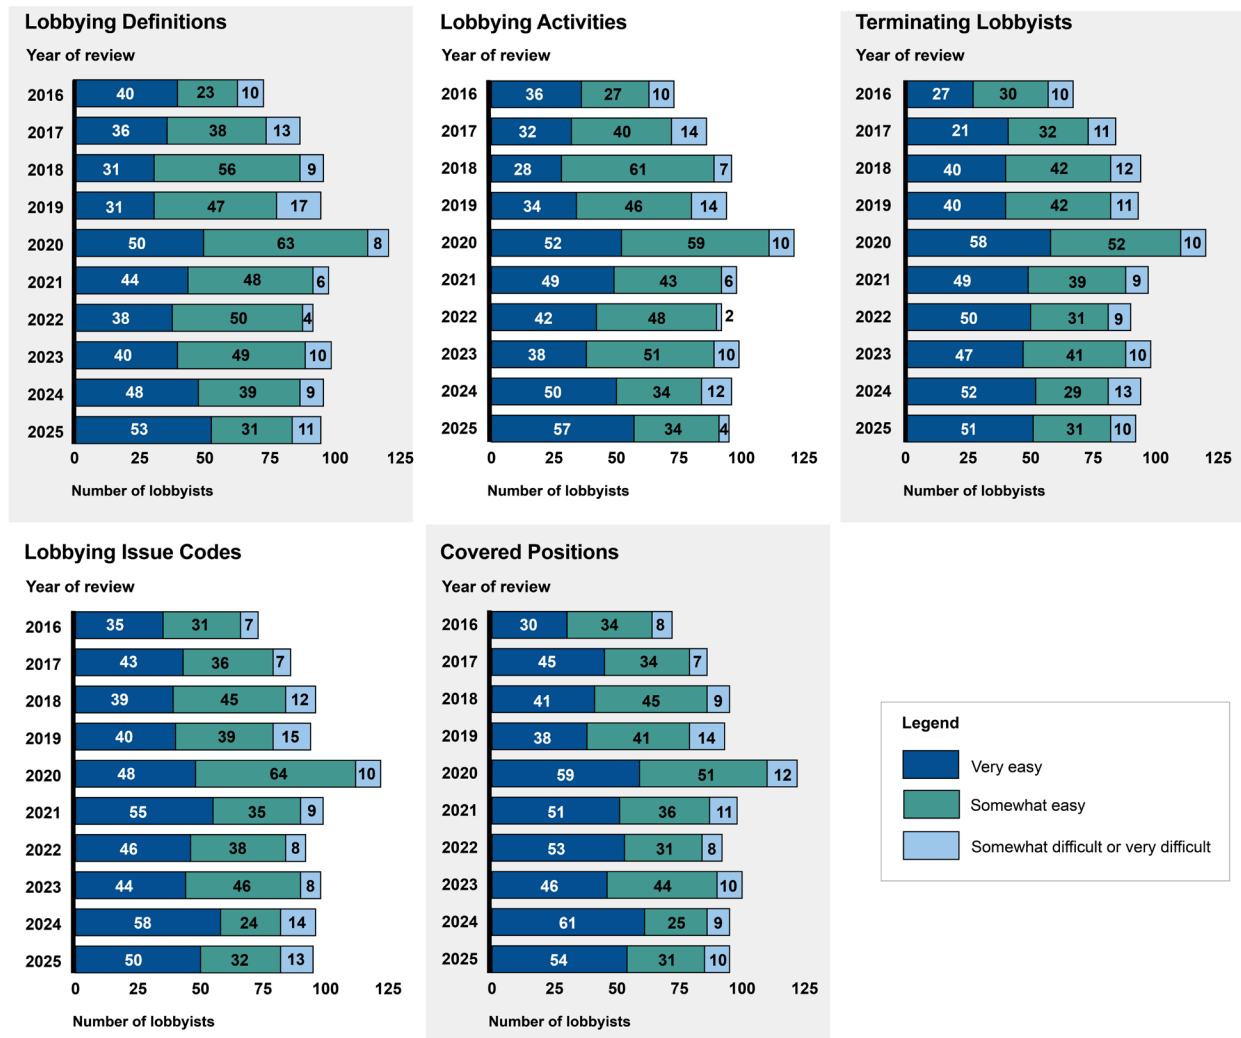 Lobbying Definitions
Year of review
2016 40 23 10
2017 36 38 13
2018 31 56 9
2019 31 47 17
2020 50 63 8
2021 44 48 6
2022 38 50 4
2023 40 49 10
2024 48 39 9
2025 53 31 11
0 25 50 75 100 125
Number of lobbyists
Lobbying Activities
Year of review
2016 36 27 10
2017 32 40 14
2018 28 61 7
2019 34 46 14
2020 52 59 10
2021 49 43 6
2022 42 48 2
2023 38 51 10
2024 50 34 12
2025 57 34 4
0 25 50 75 100 125
Number of lobbyists
Terminating Lobbyists
Year of review
2016 27 30 10
2017 21 32 11
2018 40 42 12
2019 40 42 11
2020 58 52 10
2021 49 39 9
2022 50 31 9
2023 47 41 10
2024 52 29 13
2025 51 31 10
0 25 50 75 100 125
Number of lobbyists
Lobbying Issue Codes
Year of review
2016 35 31 7
2017 43 36 7
2018 39 45 12
2019 40 39 15
2020 48 64 10
2021 55 35 9
2022 46 38 8
2023 44 46 8
2024 58 24 14
2025 50 32 13
0 25 50 75 100 125
Number of lobbyists
Covered Positions
Year of review
2016 30 34 8
2017 45 34 7
2018 41 45 9
2019 38 41 14
2020 59 51 12
2021 51 36 11
2022 53 31 8
2023 46 44 10
2024 61 25 9
2025 54 31 10
0 25 50 75 100 125
Number of lobbyists
Legend
Very easy
Somewhat easy
Somewhat difficult or very difficult